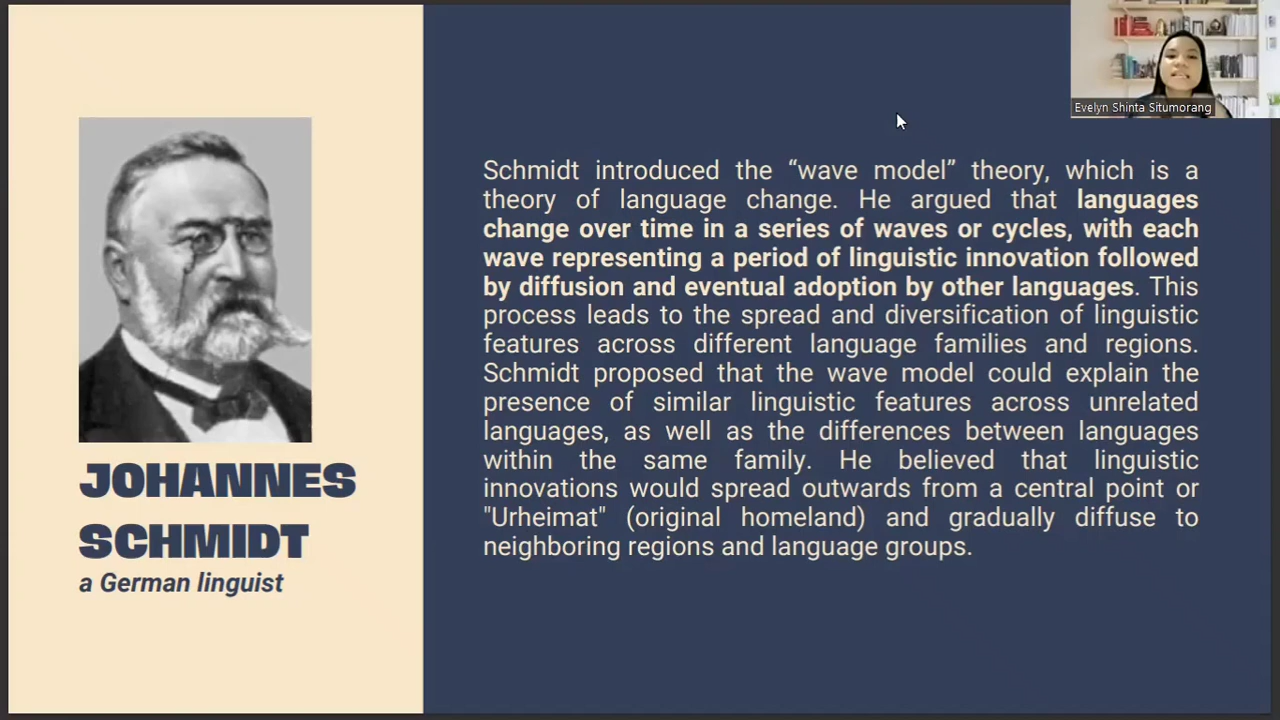 Evelyn Shinta Situmorang
Schmidt introduced the “wave model” theory, which is a
theory of language change. He argued that languages
change over time in a series of waves or cycles, with each
wave representing a period of linguistic innovation followed
by diffusion and eventual adoption by other languages. This
process leads to the spread and diversification of linguistic
features across different language families and regions.
Schmidt proposed that the wave model could explain the
presence of similar linguistic features across unrelated
languages, as well as the differences between languages
within the same family. He believed that linguistic
innovations would spread outwards from a central point or
"Urheimat" (original homeland) and gradually diffuse to
neighboring regions and language groups.
JOHANNES
SCHMIDT
a German linguist